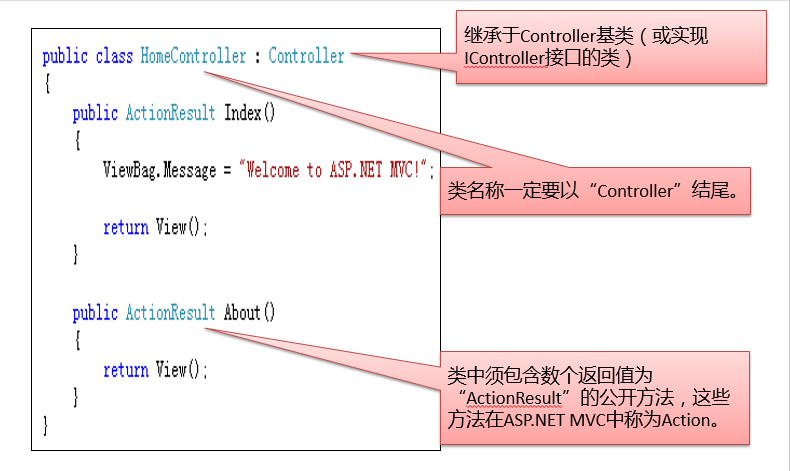 public class HomeController : Controller
{
public ActionResult Index()
{
ViewBag.Message = "Welcome to ASP.NET MVC!";
return View();
}
public ActionResult About()
{
return View();
}
}
继承于Controller基类（或实现
IController接口的类）
类名称一定要以“Controller”结尾。
类中须包含数个返回值为
“ActionResult”的公开方法，这些
方法在ASP.NET MVC中称为Action。